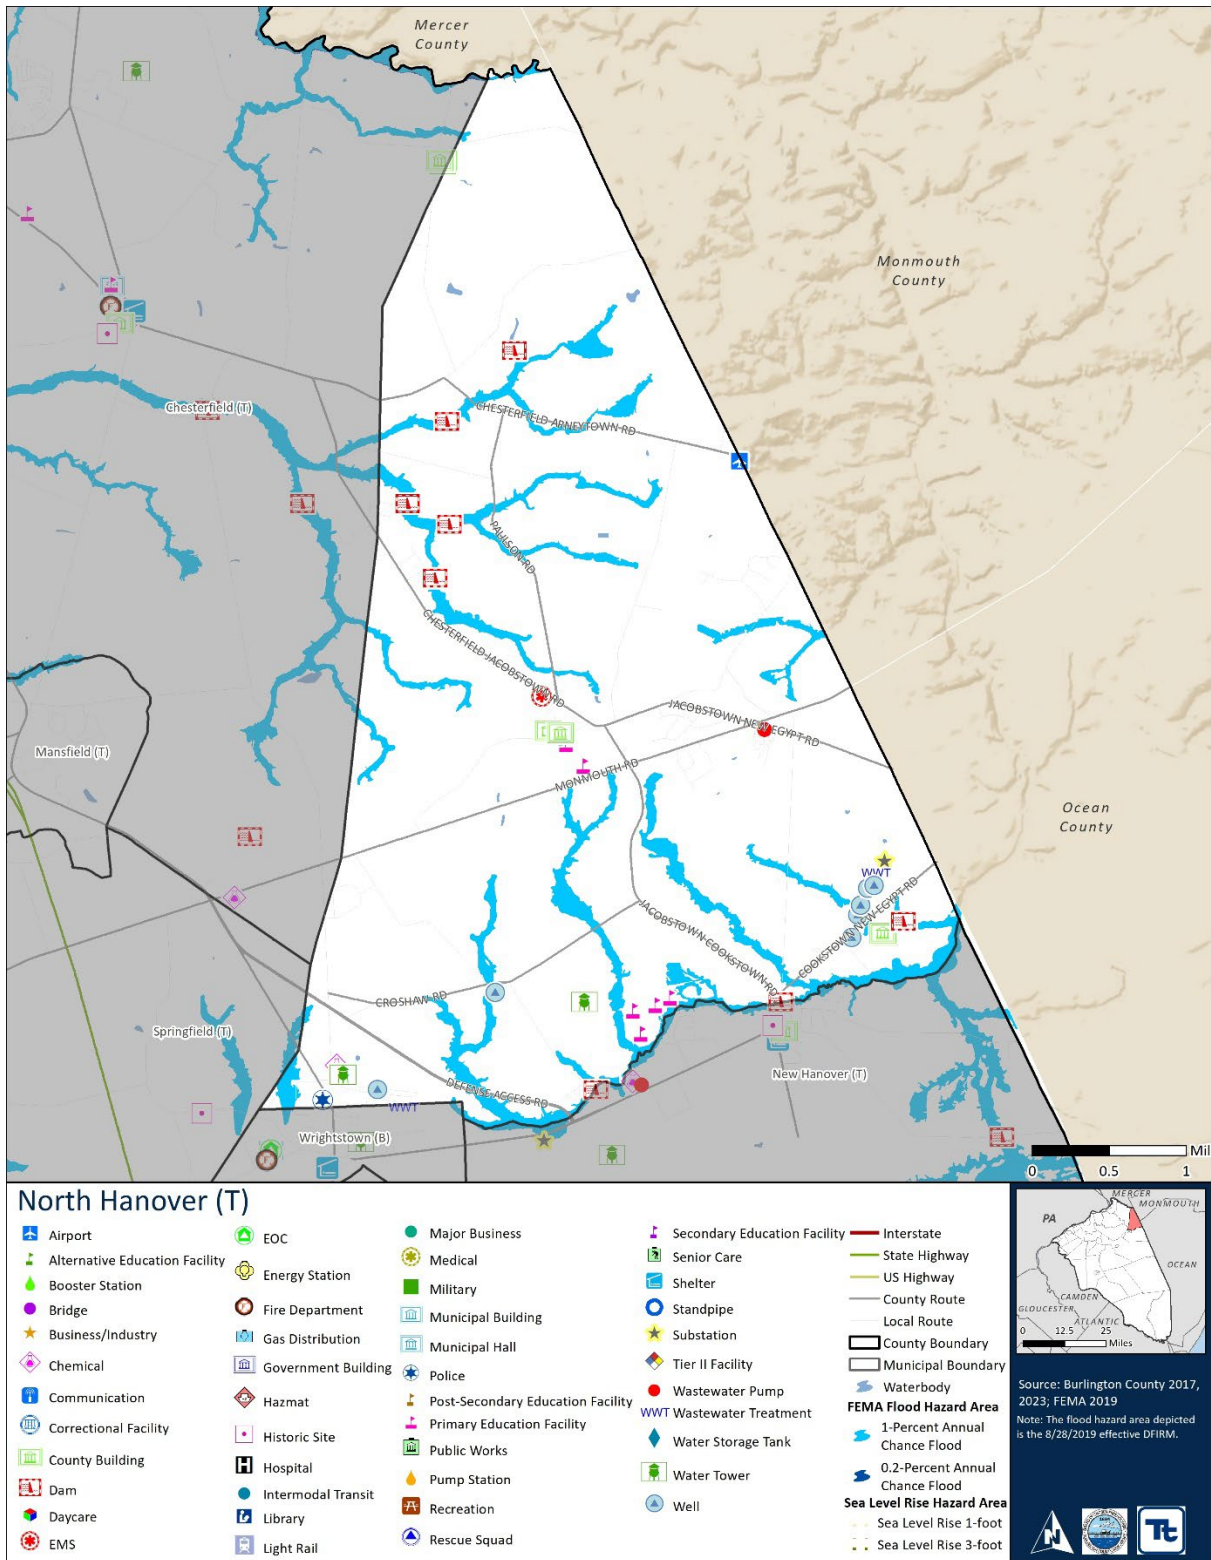 Mercer
County
Monmouth
County
CHESTERFIELD-ARNEYTOWN RD
Chesterfield (T)
PAULSON RD
CHESTERFIELD-JACOBSTOWN RD
JACOBSTOWN NEW EGYPT RD
Mansfield (T)
MONMOUTH RD
Ocean
County
WWT
JACOBSTOWN-COOKSTOWN RD
COOKSTOWN NEW EGYPT RD
CROSHAW RD
Springfield (T)
New Hanover (T)
DEFENSE ACCESS RD
WWT
Wrightstown (B)
Mil
0 0.5 1
North Hanover (T)
Airport
Alternative Education Facility
Booster Station
Bridge
Business/Industry
Chemical
Communication
Correctional Facility
County Building
Dam
Daycare
EMS
EOC
Energy Station
Fire Department
Gas Distribution
Government Building
Hazmat
Historic Site
H Hospital
Intermodal Transit
Library
Light Rail
Major Business
Medical
Military
Municipal Building
Municipal Hall
Police
Post-Secondary Education Facility
Primary Education Facility
Public Works
Pump Station
Recreation
Rescue Squad
Secondary Education Facility
Senior Care
Shelter
Standpipe
Substation
Tier II Facility
Wastewater Pump
WWT Wastewater Treatment
Water Storage Tank
Water Tower
Well
Interstate
State Highway
US Highway
County Route
Local Route
County Boundary
Municipal Boundary
Waterbody
FEMA Flood Hazard Area
1-Percent Annual
Chance Flood
0.2-Percent Annual
Chance Flood
Sea Level Rise Hazard Area
Sea Level Rise 1-foot
Sea Level Rise 3-foot
MERCER
MONMOUTH
PA
OCEAN
CAMDEN
GLOUCESTER
ATLANTIC
0 12.5 25
Miles
Source: Burlington County 2017,
2023; FEMA 2019
Note: The flood hazard area depicted
is the 8/28/2019 effective DFIRM.
N
Tt